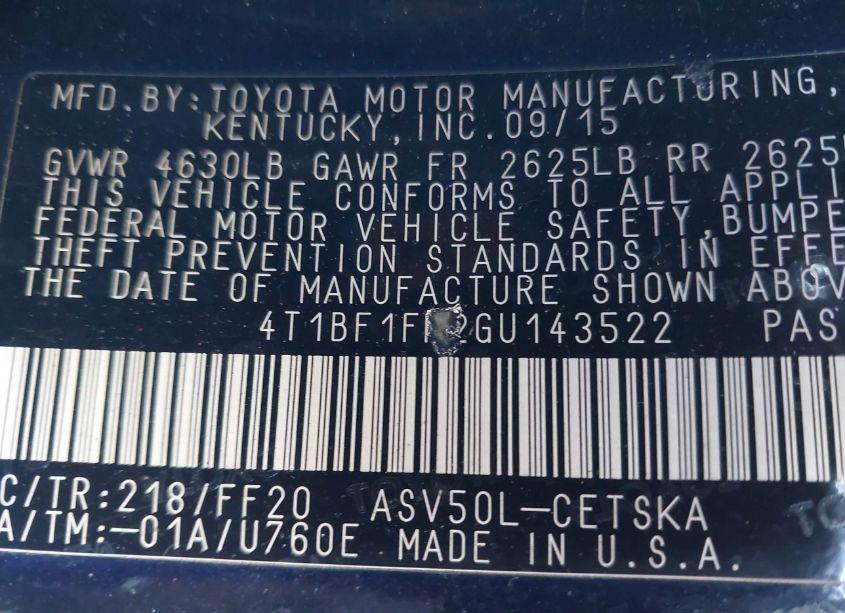 MFD.BY:TOYOTA MOTOR MANUFACTURING,
KENTUCKY,INC.09/15
GVWR 4630LB GAWR FR 2625LB RR 2625
THIS VEHICLE CONFORMS TO ALL APPLI
FEDERAL MOTOR VEHICLE SAFETY,BUMPE
THEFT PREVENTION STANDARDS IN EFFE
THE DATE OF MANUFACTURE SHOWN ABOV
PAS
C/TR:218/FF20 ASV50L-CETSKA
A/TM:-01A/U760E MADE IN U.S.A.